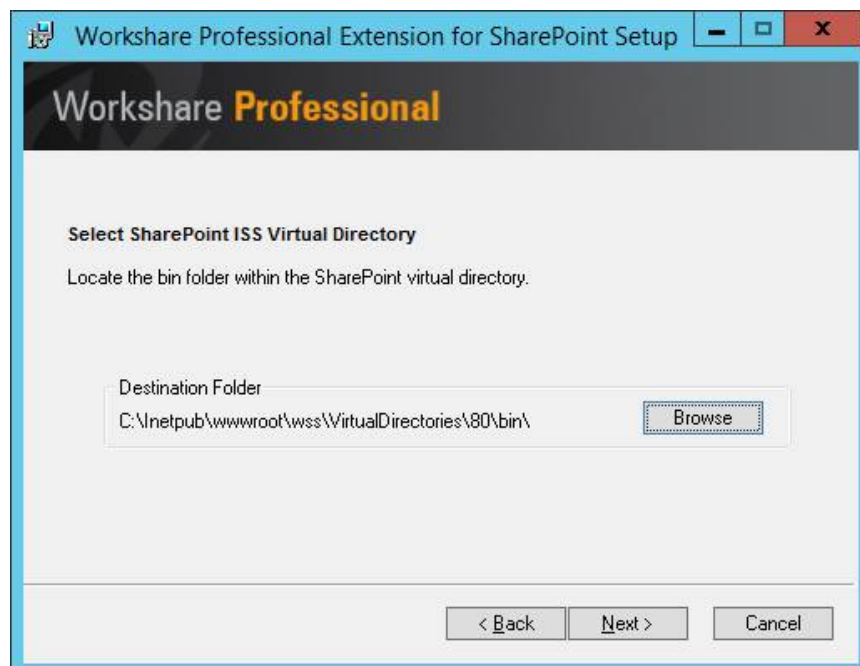 Workshare Professional Extension for SharePoint Setup
Workshare Professional
Select SharePoint ISS Virtual Directory
Locate the bin folder within the SharePoint virtual directory.
Destination Folder
C:\Inetpub\wwwroot\wss\VirtualDirectories\80\bin\
Browse
< Back
Next >
Cancel